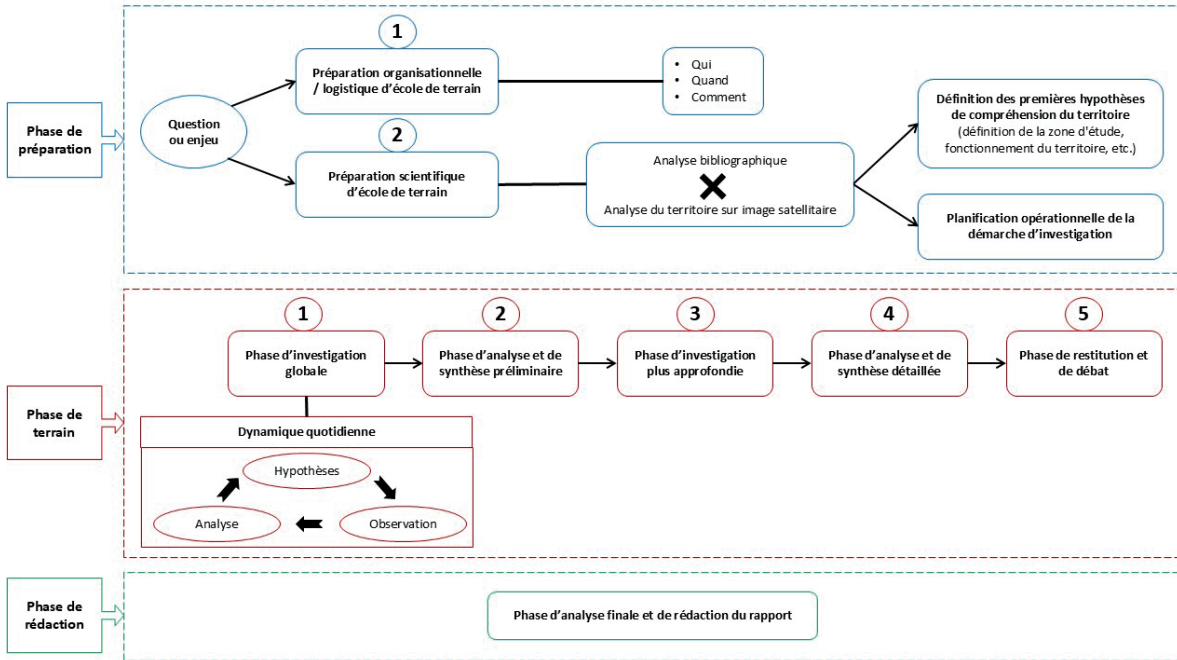 Phase de
préparation
Question
ou enjeu
1
Préparation organisationnelle
/ logistique d'école de terrain
• Qui
• Quand
• Comment
2
Préparation scientifique
d'école de terrain
Analyse bibliographique
Analyse du territoire sur image satellitaire
Définition des premières hypothèses
de compréhension du territoire
(définition de la zone d'étude,
fonctionnement du territoire, etc.)
Planification opérationnelle de la
démarche d'investigation
Phase de
terrain
1
Phase d'investigation
globale
2
Phase d'analyse et de
synthèse préliminaire
3
Phase d'investigation
plus approfondie
4
Phase d'analyse et de
synthèse détaillée
5
Phase de restitution et
de débat
Dynamique quotidienne
Hypothèses
Analyse
Observation
Phase de
rédaction
Phase d'analyse finale et de rédaction du rapport